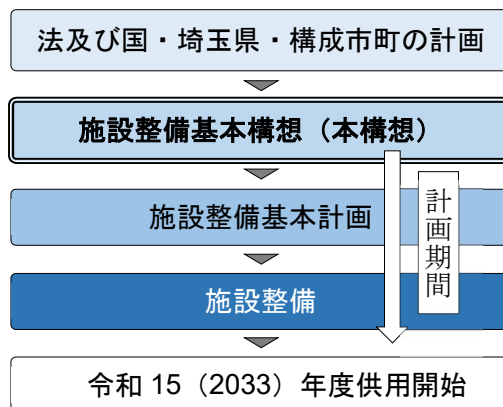 法及び国・埼玉県・構成市町の計画
施設整備基本構想（本構想）
計画期間
施設整備基本計画
施設整備
令和 15（2033）年度供用開始